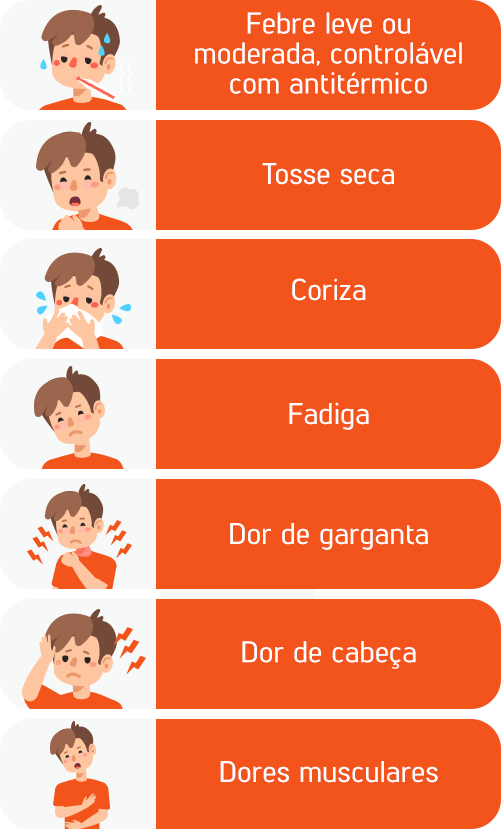 Febre leve ou
moderada, controlável
com antitérmico
Tosse seca
Coriza
Fadiga
Dor de garganta
Dor de cabeça
Dores musculares